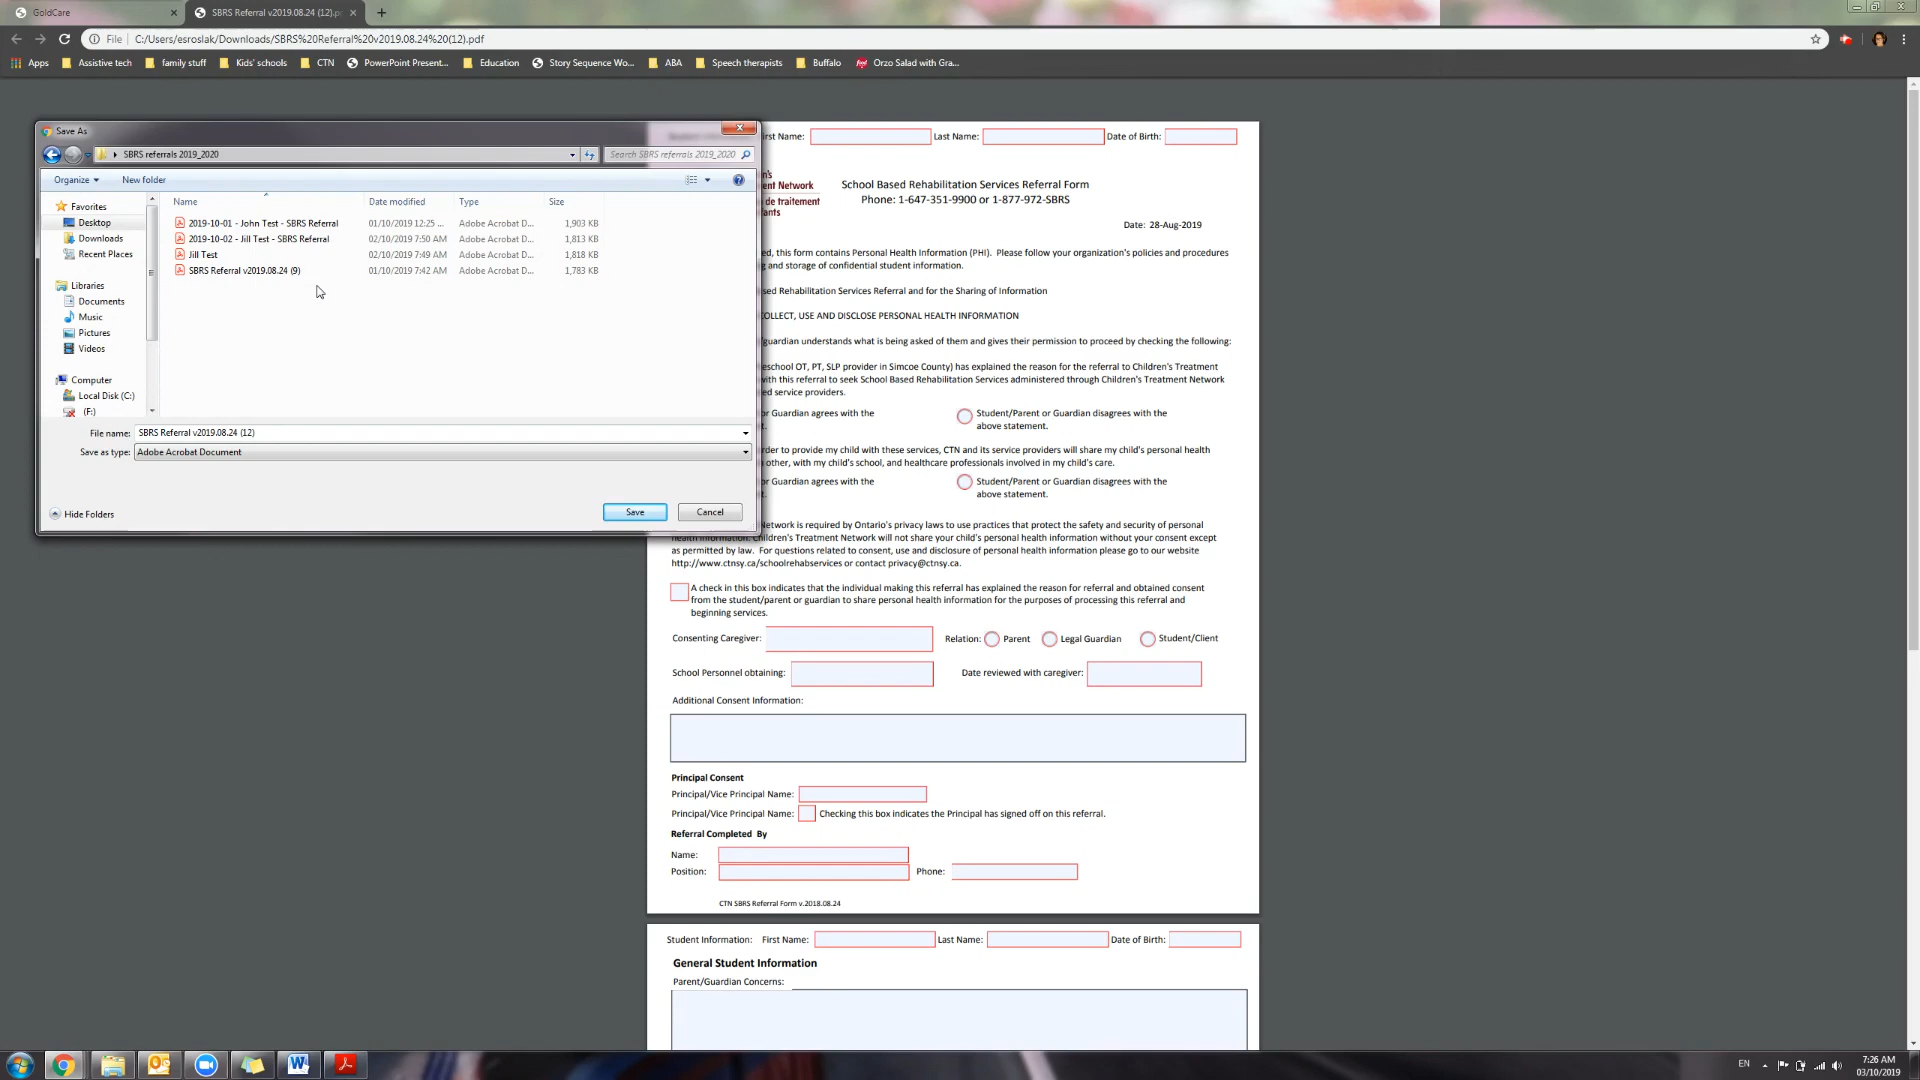 GoldCare
SBRS Referral v2019.08.24 (12).p
File C:/Users/esroslak/Downloads/SBRS%20Referral%20v2019.08.24%20(12).pdf
Apps Assistive tech family stuff Kids' schools CTN PowerPoint Present... Education Story Sequence Wo... ABA Speech therapists Buffalo Orzo Salad with Gra...
Save As
SBRS referrals 2019_2020
Search SBRS referrals 2019_2020
Organize New folder
Name Date modified Type Size
2019-10-01 - John Test - SBRS Referral 01/10/2019 12:25 ... Adobe Acrobat D... 1,903 KB
2019-10-02 - Jill Test - SBRS Referral 02/10/2019 7:50 AM Adobe Acrobat D... 1,813 KB
Jill Test 02/10/2019 7:49 AM Adobe Acrobat D... 1,818 KB
SBRS Referral v2019.08.24 (9) 01/10/2019 7:42 AM Adobe Acrobat D... 1,783 KB
Favorites
Desktop
Downloads
Recent Places
Libraries
Documents
Music
Pictures
Videos
Computer
Local Disk (C:)
(F:)
File name: SBRS Referral v2019.08.24 (12)
Save as type: Adobe Acrobat Document
Hide Folders Save Cancel
irst Name: Last Name: Date of Birth:
n's
ent Network
de traitement
fants
School Based Rehabilitation Services Referral Form
Phone: 1-647-351-9900 or 1-877-972-SBRS
Date: 28-Aug-2019
ed, this form contains Personal Health Information (PHI). Please follow your organization's policies and procedures
g and storage of confidential student information.
sed Rehabilitation Services Referral and for the Sharing of Information
OLLECT, USE AND DISCLOSE PERSONAL HEALTH INFORMATION
guardian understands what is being asked of them and gives their permission to proceed by checking the following:
eschool OT, PT, SLP provider in Simcoe County) has explained the reason for the referral to Children's Treatment
with this referral to seek School Based Rehabilitation Services administered through Children's Treatment Network
ed service providers.
or Guardian agrees with the Student/Parent or Guardian disagrees with the
t. above statement.
rder to provide my child with these services, CTN and its service providers will share my child's personal health
other, with my child's school, and healthcare professionals involved in my child's care.
or Guardian agrees with the Student/Parent or Guardian disagrees with the
t. above statement.
Network is required by Ontario's privacy laws to use practices that protect the safety and security of personal
health information. Children's Treatment Network will not share your child's personal health information without your consent except
as permitted by law. For questions related to consent, use and disclosure of personal health information please go to our website
http://www.ctnsy.ca/schoolrehabservices or contact privacy@ctnsy.ca.
A check in this box indicates that the individual making this referral has explained the reason for referral and obtained consent
from the student/parent or guardian to share personal health information for the purposes of processing this referral and
beginning services.
Consenting Caregiver: Relation: Parent Legal Guardian Student/Client
School Personnel obtaining: Date reviewed with caregiver:
Additional Consent Information:
Principal Consent
Principal/Vice Principal Name:
Principal/Vice Principal Name: Checking this box indicates the Principal has signed off on this referral.
Referral Completed By
Name:
Position: Phone:
CTN SBRS Referral Form v.2018.08.24
Student Information: First Name: Last Name: Date of Birth:
General Student Information
Parent/Guardian Concerns:
EN
7:26 AM
03/10/2019